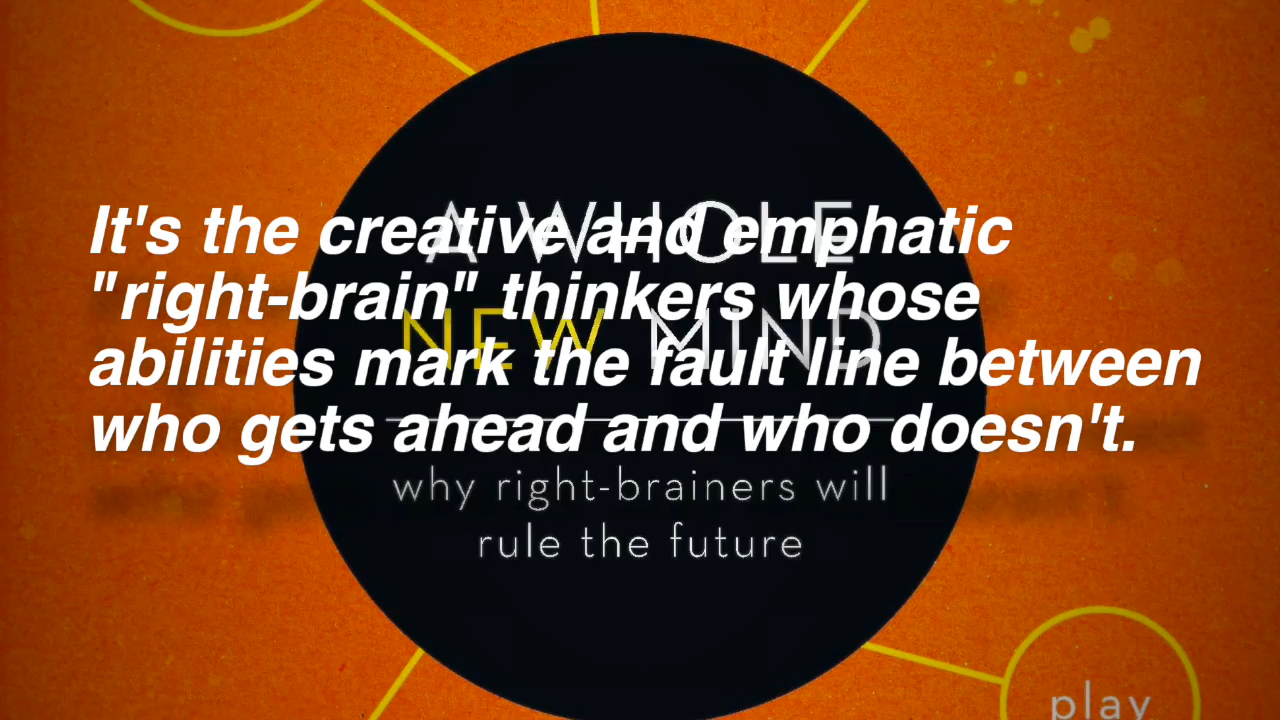 It's the creative and emphatic
"right-brain" thinkers whose
abilities mark the fault line between
who gets ahead and who doesn't.
A WHOLE
NEW MIND
why right-brainers will
rule the future
play